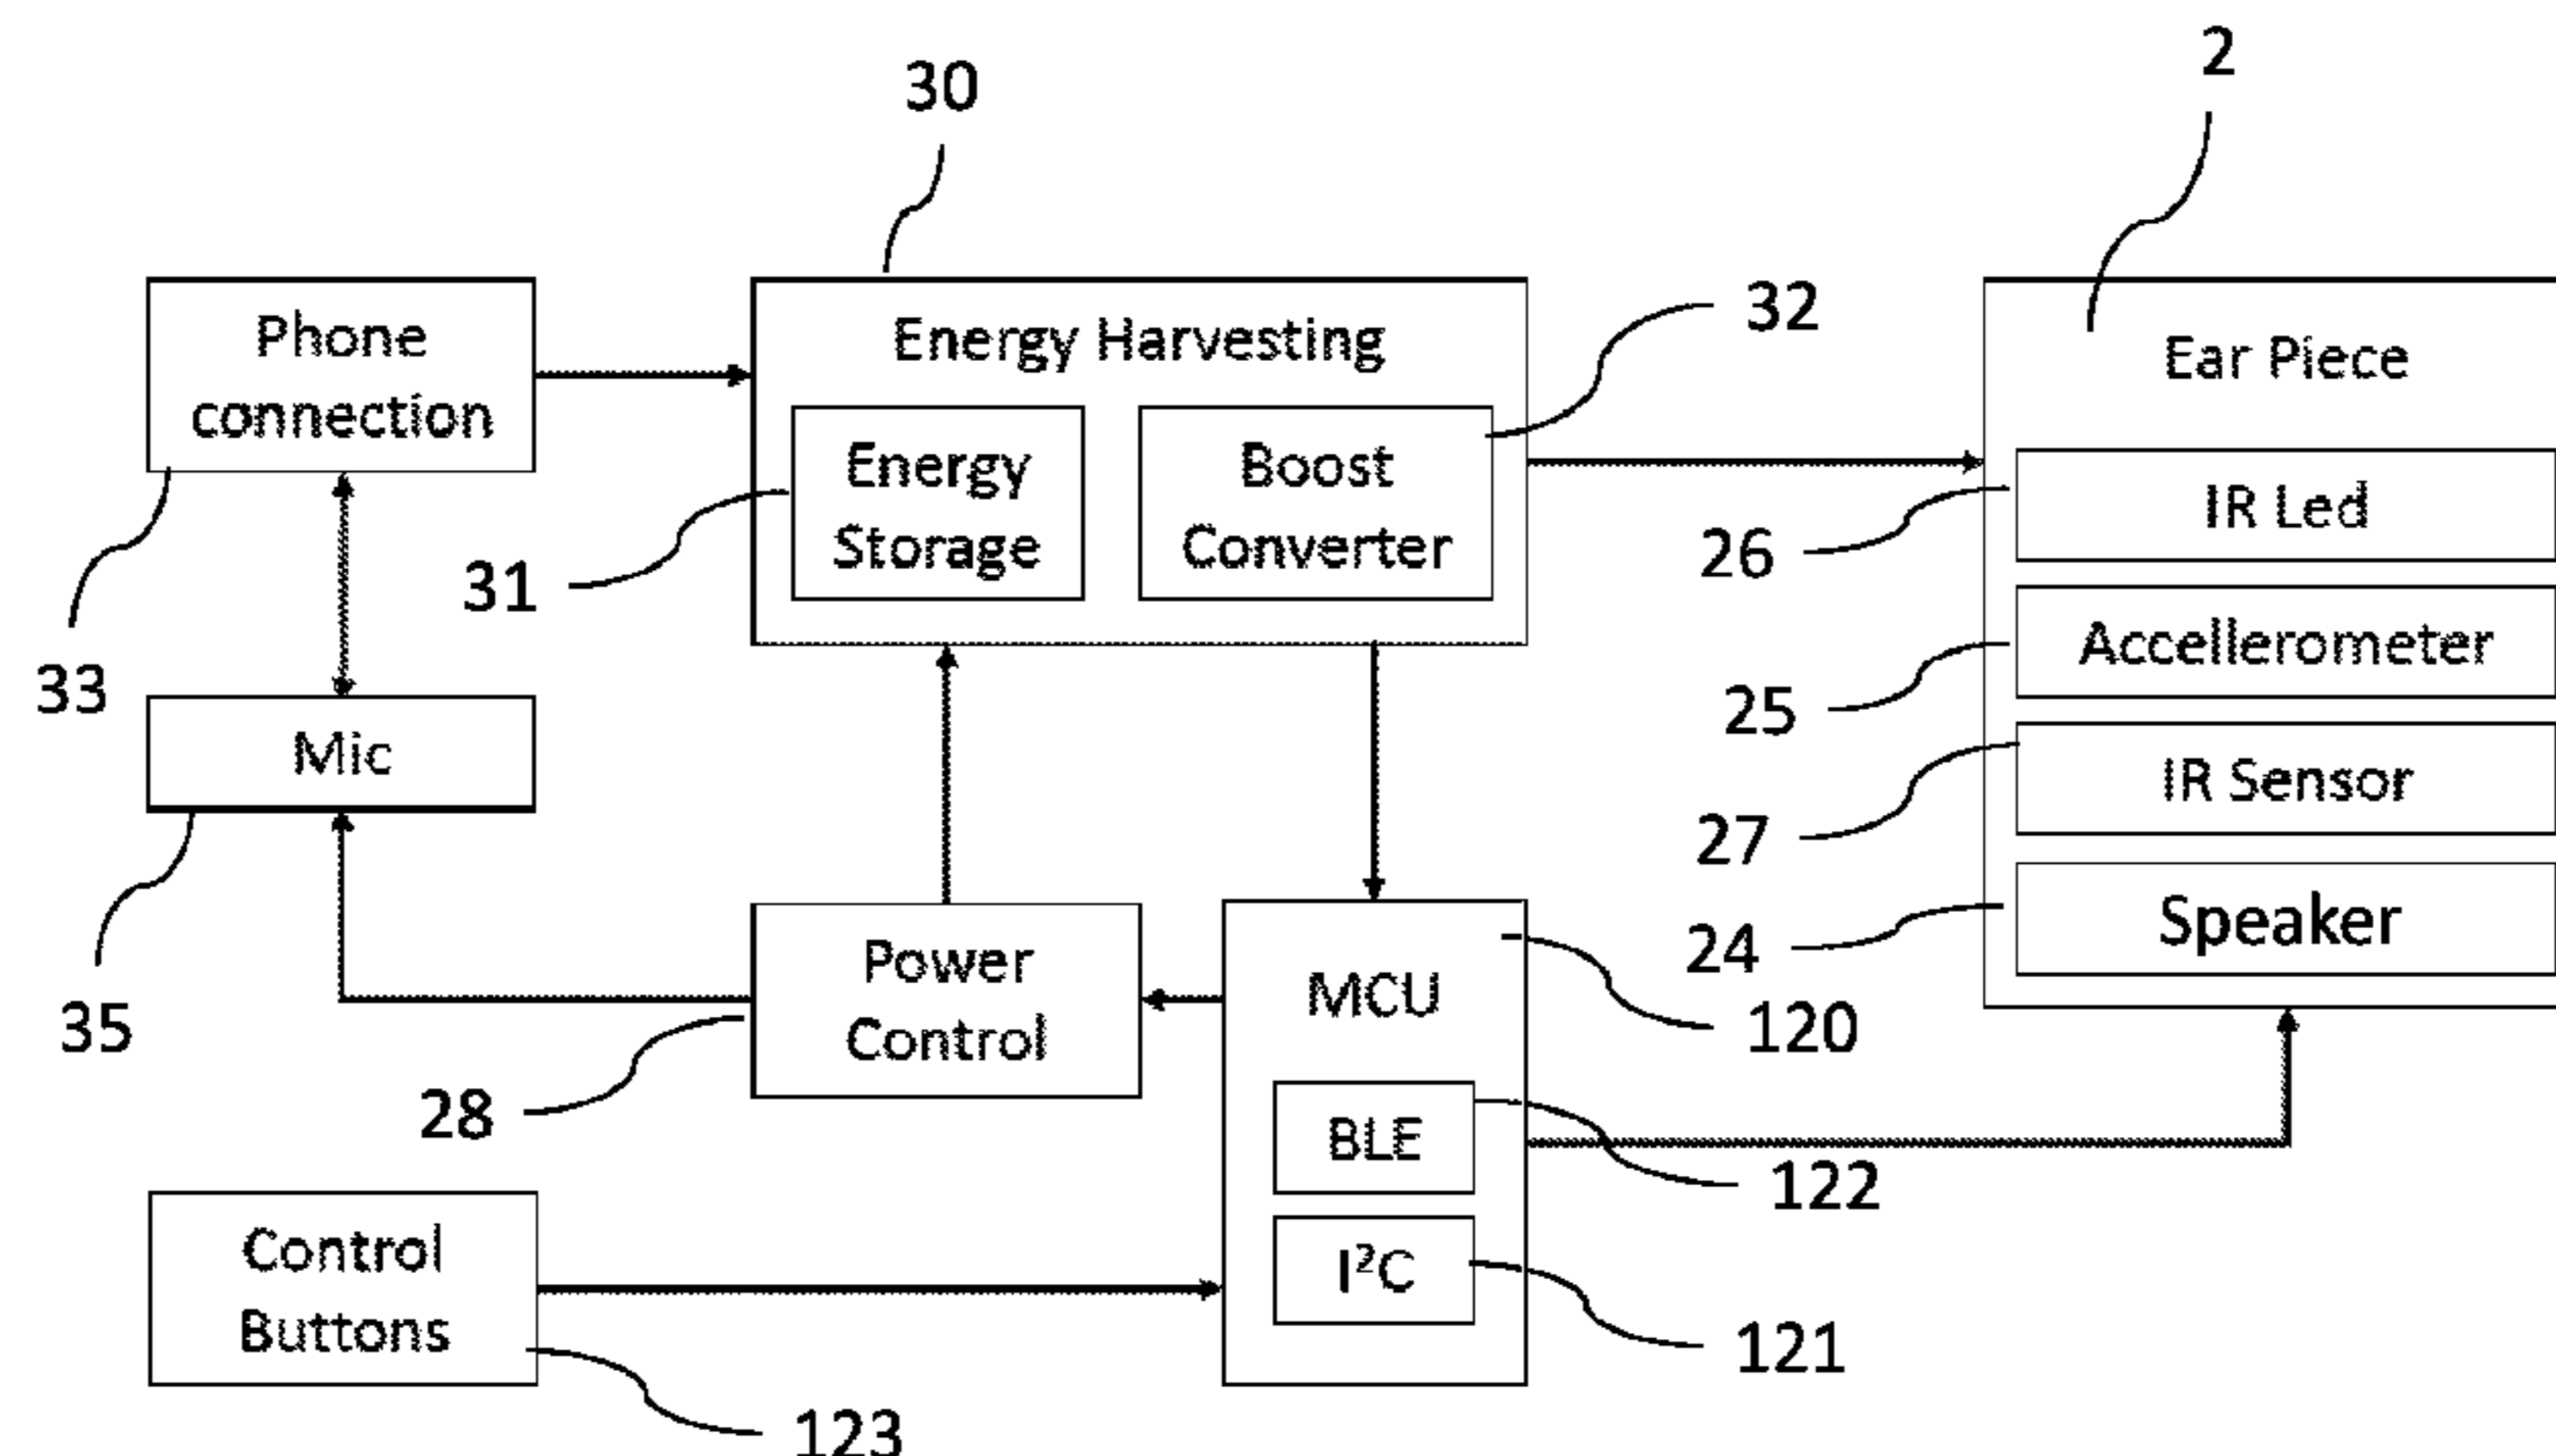 2
30
Phone
connection
Energy Harvesting
32
Ear Piece
Energy
Storage
Boost
Converter
IR Led
26
31
Accellerometer
33
25
Mic
IR Sensor
27
Speaker
24
Power
Control
MCU
35
120
28
BLE
122
Control
Buttons
I²C
121
123